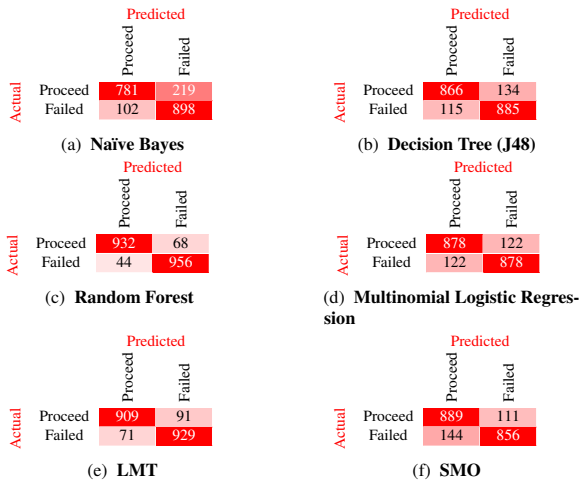 Predicted
Proceed
Failed
Actual
Proceed 781 219
Failed 102 898
(a) Naïve Bayes
Predicted
Proceed
Failed
Actual
Proceed 866 134
Failed 115 885
(b) Decision Tree (J48)
Predicted
Proceed
Failed
Actual
Proceed 932 68
Failed 44 956
(c) Random Forest
Predicted
Proceed
Failed
Actual
Proceed 878 122
Failed 122 878
(d) Multinomial Logistic Regres-
sion
Predicted
Proceed
Failed
Actual
Proceed 909 91
Failed 71 929
(e) LMT
Predicted
Proceed
Failed
Actual
Proceed 889 111
Failed 144 856
(f) SMO